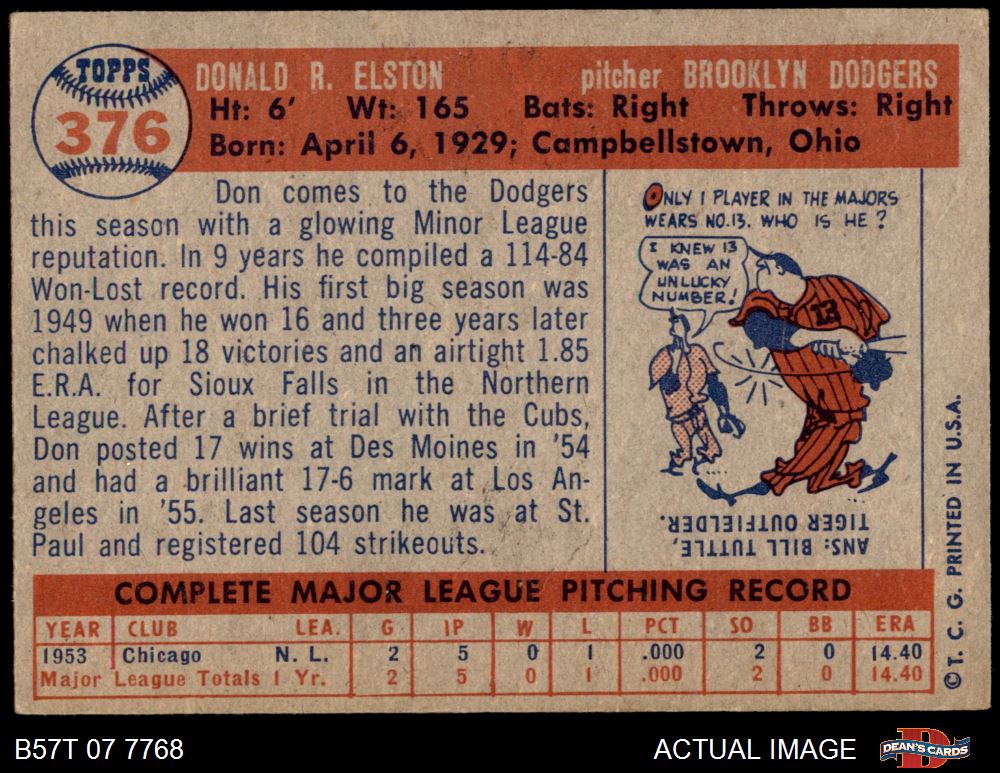 TOPPS
376
DONALD R. ELSTON pitcher BROOKLYN DODGERS
Ht: 6' Wt: 165 Bats: Right Throws: Right
Born: April 6, 1929; Campbellstown, Ohio
Don comes to the Dodgers
this season with a glowing Minor League
reputation. In 9 years he compiled a 114-84
Won-Lost record. His first big season was
1949 when he won 16 and three years later
chalked up 18 victories and an airtight 1.85
E.R.A. for Sioux Falls in the Northern
League. After a brief trial with the Cubs,
Don posted 17 wins at Des Moines in '54
and had a brilliant 17-6 mark at Los An-
geles in '55. Last season he was at St.
Paul and registered 104 strikeouts.
ONLY 1 PLAYER IN THE MAJORS
WEARS NO.13. WHO IS HE?
I KNEW 13
WAS AN
UNLUCKY
NUMBER!
13
ANS: BILL TUTTLE,
TIGER OUTFIELDER.
COMPLETE MAJOR LEAGUE PITCHING RECORD
YEAR CLUB LEA. G IP W L PCT SO BB ERA
1953 Chicago N. L. 2 5 0 1 .000 2 0 14.40
Major League Totals 1 Yr. 2 5 0 1 .000 2 0 14.40
© T. C. G. PRINTED IN U.S.A.
B57T 07 7768
ACTUAL IMAGE
B
DEAN'S CARDS